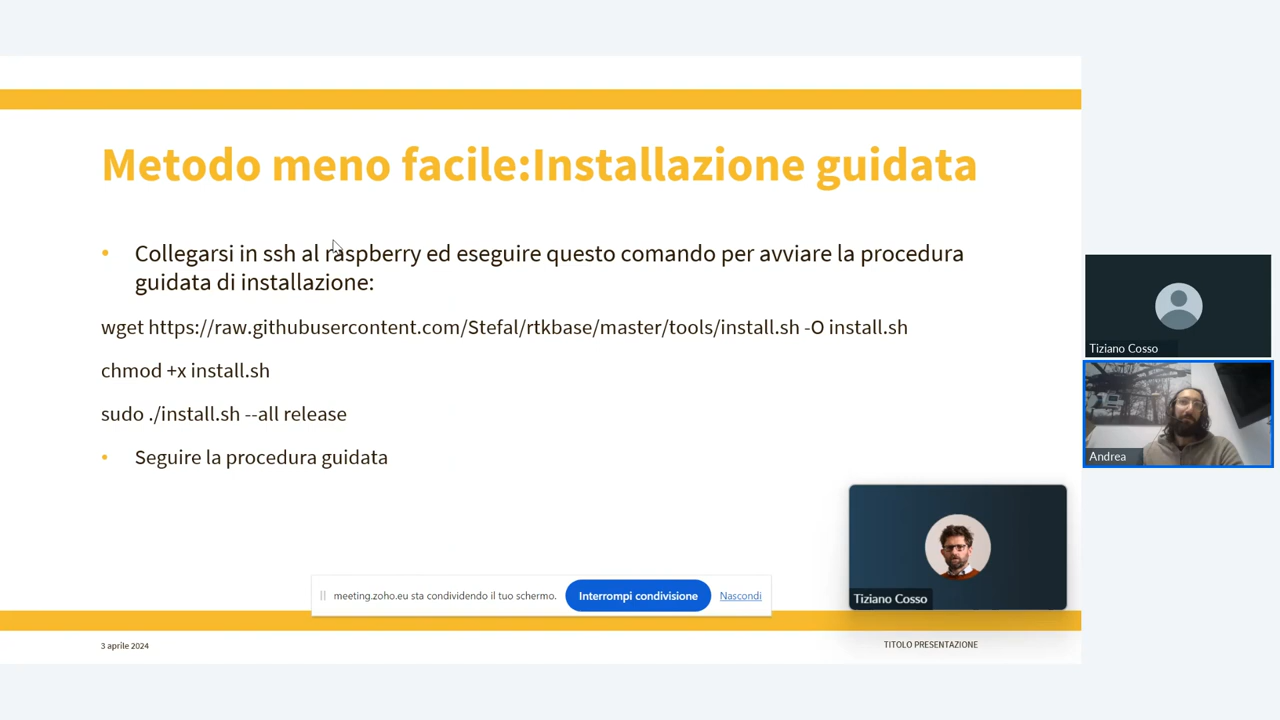 Metodo meno facile:Installazione guidata
• Collegarsi in ssh al raspberry ed eseguire questo comando per avviare la procedura
guidata di installazione:
wget https://raw.githubusercontent.com/Stefal/rtkbase/master/tools/install.sh -O install.sh
chmod +x install.sh
sudo ./install.sh --all release
• Seguire la procedura guidata
Tiziano Cosso
Andrea
Tiziano Cosso
meeting.zoho.eu sta condividendo il tuo schermo.
Interrompi condivisione
Nascondi
3 aprile 2024
TITOLO PRESENTAZIONE